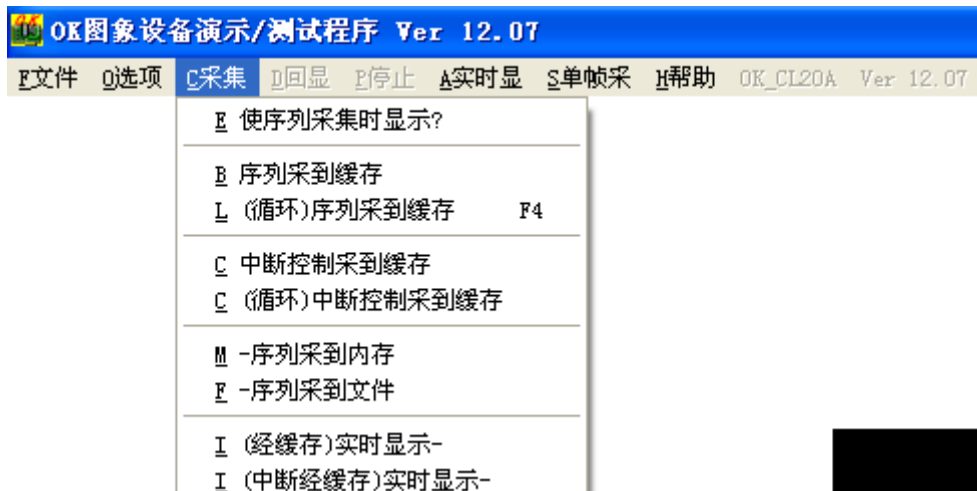 OK图象设备演示/测试程序 Ver 12.07
F文件 O选项 C采集 D回显 P停止 A实时显 S单帧采 H帮助 OK_CL20A Ver 12.07
E 使序列采集时显示?
B 序列采到缓存
L (循环)序列采到缓存 F4
C 中断控制采到缓存
C (循环)中断控制采到缓存
M -序列采到内存
F -序列采到文件
I (经缓存)实时显示-
I (中断经缓存)实时显示-